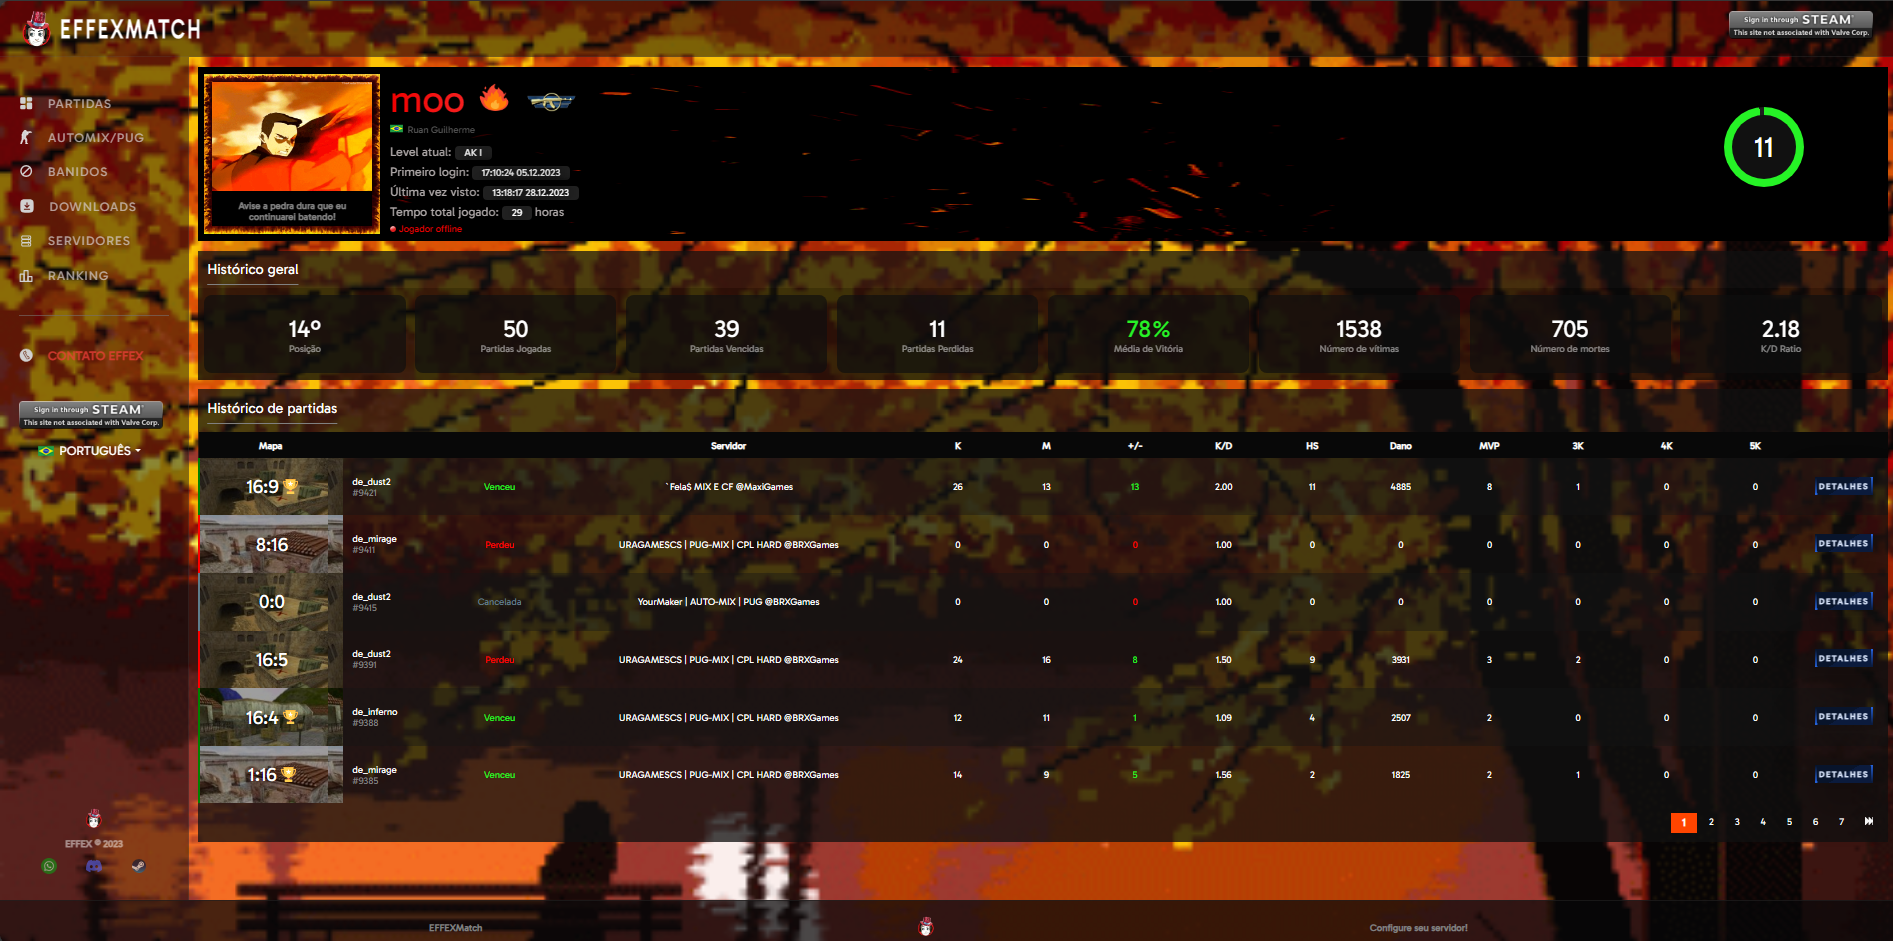 EFFEXMATCH
Sign in through STEAM
This site not associated with Valve Corp.
PARTIDAS
AUTOMIX/PUG
BANIDOS
DOWNLOADS
SERVIDORES
RANKING
CONTATO EFFEX
Sign in through STEAM
This site not associated with Valve Corp.
PORTUGUÊS
EFFEX © 2023
moo
Ruan Guilherme
Level atual: AK I
Primeiro login: 17:10:24 05.12.2023
Última vez visto: 13:18:17 28.12.2023
Tempo total jogado: 29 horas
Jogador offline
Avise a pedra dura que eu
continuarei batendo!
11
Histórico geral
14º
Posição
50
Partidas Jogadas
39
Partidas Vencidas
11
Partidas Perdidas
78%
Média de Vitória
1538
Número de vítimas
705
Número de mortes
2.18
K/D Ratio
Histórico de partidas
Mapa Servidor K M +/- K/D HS Dano MVP 3K 4K 5K
16:9 de_dust2 #9421 Venceu `Fela$ MIX E CF @MaxiGames 26 13 13 2.00 11 4885 8 1 0 0 DETALHES
8:16 de_mirage #9411 Perdeu URAGAMESCS | PUG-MIX | CPL HARD @BRXGames 0 0 0 1.00 0 0 0 0 0 0 DETALHES
0:0 de_dust2 #9415 Cancelada YourMaker | AUTO-MIX | PUG @BRXGames 0 0 0 1.00 0 0 0 0 0 0 DETALHES
16:5 de_dust2 #9391 Perdeu URAGAMESCS | PUG-MIX | CPL HARD @BRXGames 24 16 8 1.50 9 3931 3 2 0 0 DETALHES
16:4 de_inferno #9388 Venceu URAGAMESCS | PUG-MIX | CPL HARD @BRXGames 12 11 1 1.09 4 2507 2 0 0 0 DETALHES
1:16 de_mirage #9385 Venceu URAGAMESCS | PUG-MIX | CPL HARD @BRXGames 14 9 5 1.56 2 1825 2 1 0 0 DETALHES
1 2 3 4 5 6 7
EFFEXMatch
Configure seu servidor!